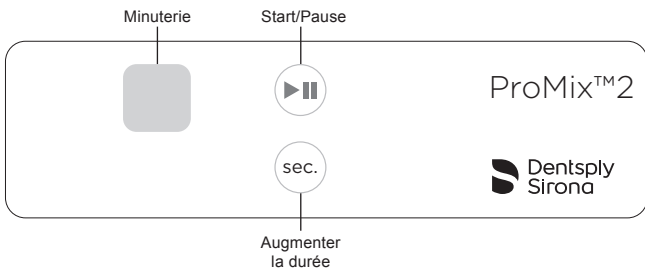 Minuterie
Start/Pause
ProMix™2
sec.
Dentsply
Sirona
Augmenter
la durée